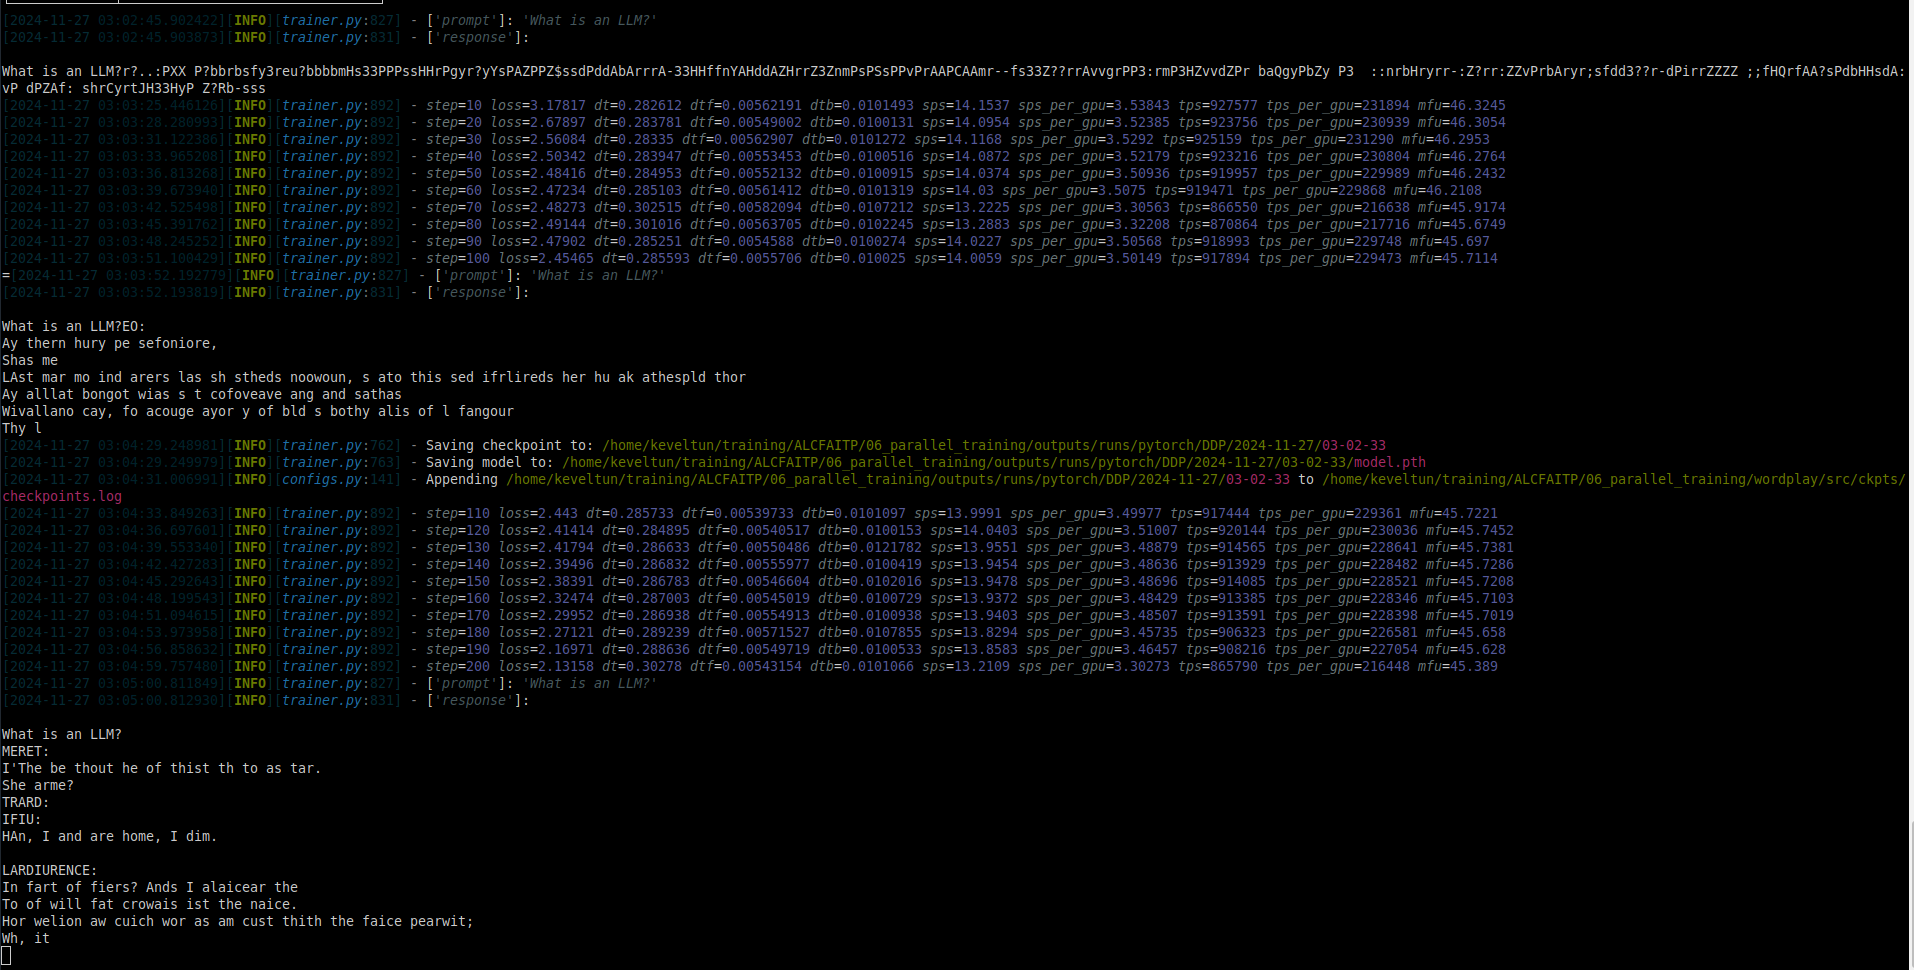 [2024-11-27 03:02:45.902422][INFO][trainer.py:827] - ['prompt']: 'What is an LLM?'
[2024-11-27 03:02:45.903873][INFO][trainer.py:831] - ['response']:
What is an LLM?r?..:PXX P?bbrbsfy3reu?bbbbmHs33PPPssHHrPgyr?yYsPAZPPZ$ssdPddAbArrrA-33HHffnYAHddAZHrrZ3ZnmPsPSsPPvPrAAPCAAmr--fs33Z??rrAvvgrPP3:rmP3HZvvdZPr baQgyPbZy P3  ::nrbHryrr-:Z?rr:ZZvPrbAryr;sfdd3??r-dPirrZZZZ ;;fHQrfAA?sPdbHHsdA:
vP dPZAf: shrCyrtJH33HyP Z?Rb-sss
[2024-11-27 03:03:25.446126][INFO][trainer.py:892] - step=10 loss=3.17817 dt=0.282612 dtf=0.00562191 dtb=0.0101493 sps=14.1537 sps_per_gpu=3.53843 tps=927577 tps_per_gpu=231894 mfu=46.3245
[2024-11-27 03:03:28.280993][INFO][trainer.py:892] - step=20 loss=2.67897 dt=0.283781 dtf=0.00549002 dtb=0.0100131 sps=14.0954 sps_per_gpu=3.52385 tps=923756 tps_per_gpu=230939 mfu=46.3054
[2024-11-27 03:03:31.122386][INFO][trainer.py:892] - step=30 loss=2.56084 dt=0.28335 dtf=0.00562907 dtb=0.0101272 sps=14.1168 sps_per_gpu=3.5292 tps=925159 tps_per_gpu=231290 mfu=46.2953
[2024-11-27 03:03:33.965208][INFO][trainer.py:892] - step=40 loss=2.50342 dt=0.283947 dtf=0.00553453 dtb=0.0100516 sps=14.0872 sps_per_gpu=3.52179 tps=923216 tps_per_gpu=230804 mfu=46.2764
[2024-11-27 03:03:36.813268][INFO][trainer.py:892] - step=50 loss=2.48416 dt=0.284953 dtf=0.00552132 dtb=0.0100915 sps=14.0374 sps_per_gpu=3.50936 tps=919957 tps_per_gpu=229989 mfu=46.2432
[2024-11-27 03:03:39.673940][INFO][trainer.py:892] - step=60 loss=2.47234 dt=0.285103 dtf=0.00561412 dtb=0.0101319 sps=14.03 sps_per_gpu=3.5075 tps=919471 tps_per_gpu=229868 mfu=46.2108
[2024-11-27 03:03:42.525498][INFO][trainer.py:892] - step=70 loss=2.48273 dt=0.302515 dtf=0.00582094 dtb=0.0107212 sps=13.2225 sps_per_gpu=3.30563 tps=866550 tps_per_gpu=216638 mfu=45.9174
[2024-11-27 03:03:45.391762][INFO][trainer.py:892] - step=80 loss=2.49144 dt=0.301016 dtf=0.00563705 dtb=0.0102245 sps=13.2883 sps_per_gpu=3.32208 tps=870864 tps_per_gpu=217716 mfu=45.6749
[2024-11-27 03:03:48.245252][INFO][trainer.py:892] - step=90 loss=2.47902 dt=0.285251 dtf=0.0054588 dtb=0.0100274 sps=14.0227 sps_per_gpu=3.50568 tps=918993 tps_per_gpu=229748 mfu=45.697
[2024-11-27 03:03:51.100429][INFO][trainer.py:892] - step=100 loss=2.45465 dt=0.285593 dtf=0.0055706 dtb=0.010025 sps=14.0059 sps_per_gpu=3.50149 tps=917894 tps_per_gpu=229473 mfu=45.7114
=[2024-11-27 03:03:52.192779][INFO][trainer.py:827] - ['prompt']: 'What is an LLM?'
[2024-11-27 03:03:52.193819][INFO][trainer.py:831] - ['response']:
What is an LLM?EO:
Ay thern hury pe sefoniore,
Shas me
LAst mar mo ind arers las sh stheds noowoun, s ato this sed ifrlireds her hu ak athespld thor
Ay alllat bongot wias s t cofoveave ang and sathas
Wivallano cay, fo acouge ayor y of bld s bothy alis of l fangour
Thy l
[2024-11-27 03:04:29.248981][INFO][trainer.py:762] - Saving checkpoint to: /home/keveltun/training/ALCFAITP/06_parallel_training/outputs/runs/pytorch/DDP/2024-11-27/03-02-33
[2024-11-27 03:04:29.249979][INFO][trainer.py:763] - Saving model to: /home/keveltun/training/ALCFAITP/06_parallel_training/outputs/runs/pytorch/DDP/2024-11-27/03-02-33/model.pth
[2024-11-27 03:04:31.006991][INFO][configs.py:141] - Appending /home/keveltun/training/ALCFAITP/06_parallel_training/outputs/runs/pytorch/DDP/2024-11-27/03-02-33 to /home/keveltun/training/ALCFAITP/06_parallel_training/wordplay/src/ckpts/
checkpoints.log
[2024-11-27 03:04:33.849263][INFO][trainer.py:892] - step=110 loss=2.443 dt=0.285733 dtf=0.00539733 dtb=0.0101097 sps=13.9991 sps_per_gpu=3.49977 tps=917444 tps_per_gpu=229361 mfu=45.7221
[2024-11-27 03:04:36.697601][INFO][trainer.py:892] - step=120 loss=2.41414 dt=0.284895 dtf=0.00540517 dtb=0.0100153 sps=14.0403 sps_per_gpu=3.51007 tps=920144 tps_per_gpu=230036 mfu=45.7452
[2024-11-27 03:04:39.553340][INFO][trainer.py:892] - step=130 loss=2.41794 dt=0.286633 dtf=0.00550486 dtb=0.0121782 sps=13.9551 sps_per_gpu=3.48879 tps=914565 tps_per_gpu=228641 mfu=45.7381
[2024-11-27 03:04:42.427283][INFO][trainer.py:892] - step=140 loss=2.39496 dt=0.286832 dtf=0.00555977 dtb=0.0100419 sps=13.9454 sps_per_gpu=3.48636 tps=913929 tps_per_gpu=228482 mfu=45.7286
[2024-11-27 03:04:45.292643][INFO][trainer.py:892] - step=150 loss=2.38391 dt=0.286783 dtf=0.00546604 dtb=0.0102016 sps=13.9478 sps_per_gpu=3.48696 tps=914085 tps_per_gpu=228521 mfu=45.7208
[2024-11-27 03:04:48.199543][INFO][trainer.py:892] - step=160 loss=2.32474 dt=0.287003 dtf=0.00545019 dtb=0.0100729 sps=13.9372 sps_per_gpu=3.48429 tps=913385 tps_per_gpu=228346 mfu=45.7103
[2024-11-27 03:04:51.094615][INFO][trainer.py:892] - step=170 loss=2.29952 dt=0.286938 dtf=0.00554913 dtb=0.0100938 sps=13.9403 sps_per_gpu=3.48507 tps=913591 tps_per_gpu=228398 mfu=45.7019
[2024-11-27 03:04:53.973958][INFO][trainer.py:892] - step=180 loss=2.27121 dt=0.289239 dtf=0.00571527 dtb=0.0107855 sps=13.8294 sps_per_gpu=3.45735 tps=906323 tps_per_gpu=226581 mfu=45.658
[2024-11-27 03:04:56.858632][INFO][trainer.py:892] - step=190 loss=2.16971 dt=0.288636 dtf=0.00549719 dtb=0.0100533 sps=13.8583 sps_per_gpu=3.46457 tps=908216 tps_per_gpu=227054 mfu=45.628
[2024-11-27 03:04:59.757480][INFO][trainer.py:892] - step=200 loss=2.13158 dt=0.30278 dtf=0.00543154 dtb=0.0101066 sps=13.2109 sps_per_gpu=3.30273 tps=865790 tps_per_gpu=216448 mfu=45.389
[2024-11-27 03:05:00.811849][INFO][trainer.py:827] - ['prompt']: 'What is an LLM?'
[2024-11-27 03:05:00.812930][INFO][trainer.py:831] - ['response']:
What is an LLM?
MERET:
I'The be thout he of thist th to as tar.
She arme?
TRARD:
IFIU:
HAn, I and are home, I dim.
LARDIURENCE:
In fart of fiers? Ands I alaicear the
To of will fat crowais ist the naice.
Hor welion aw cuich wor as am cust thith the faice pearwit;
Wh, it